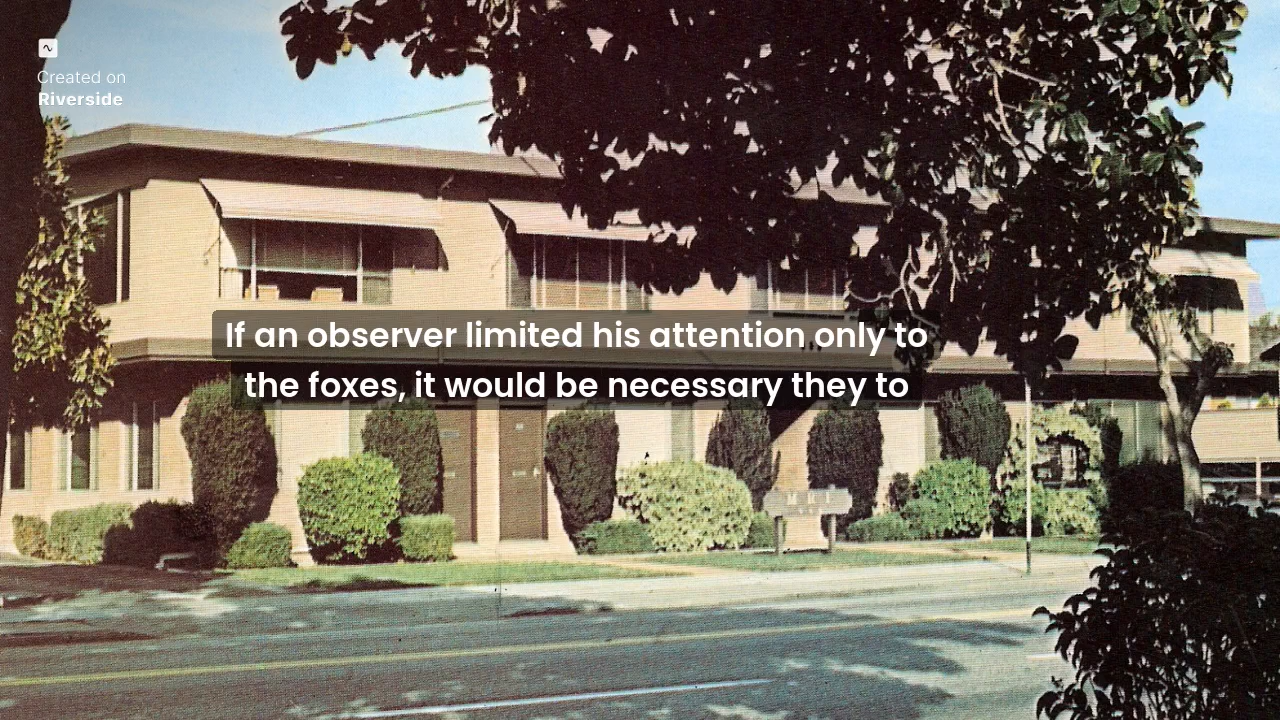 Created on
Riverside
If an observer limited his attention only to
the foxes, it would be necessary they to